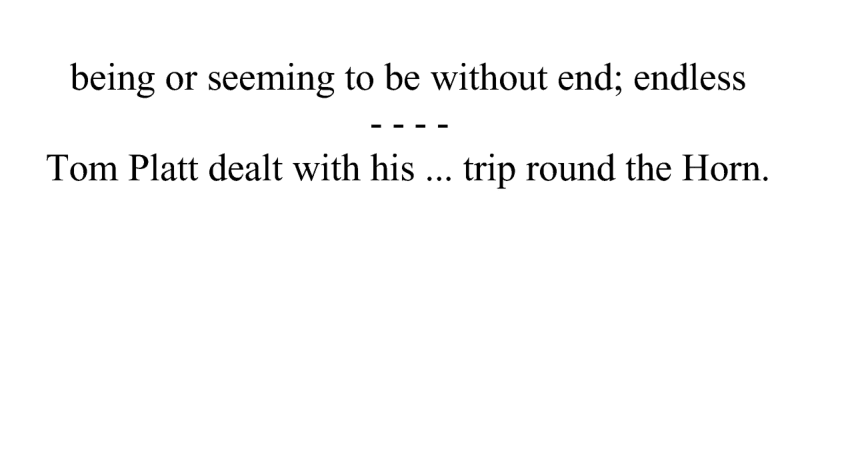 being or seeming to be without end; endless
- - - -
Tom Platt dealt with his ... trip round the Horn.